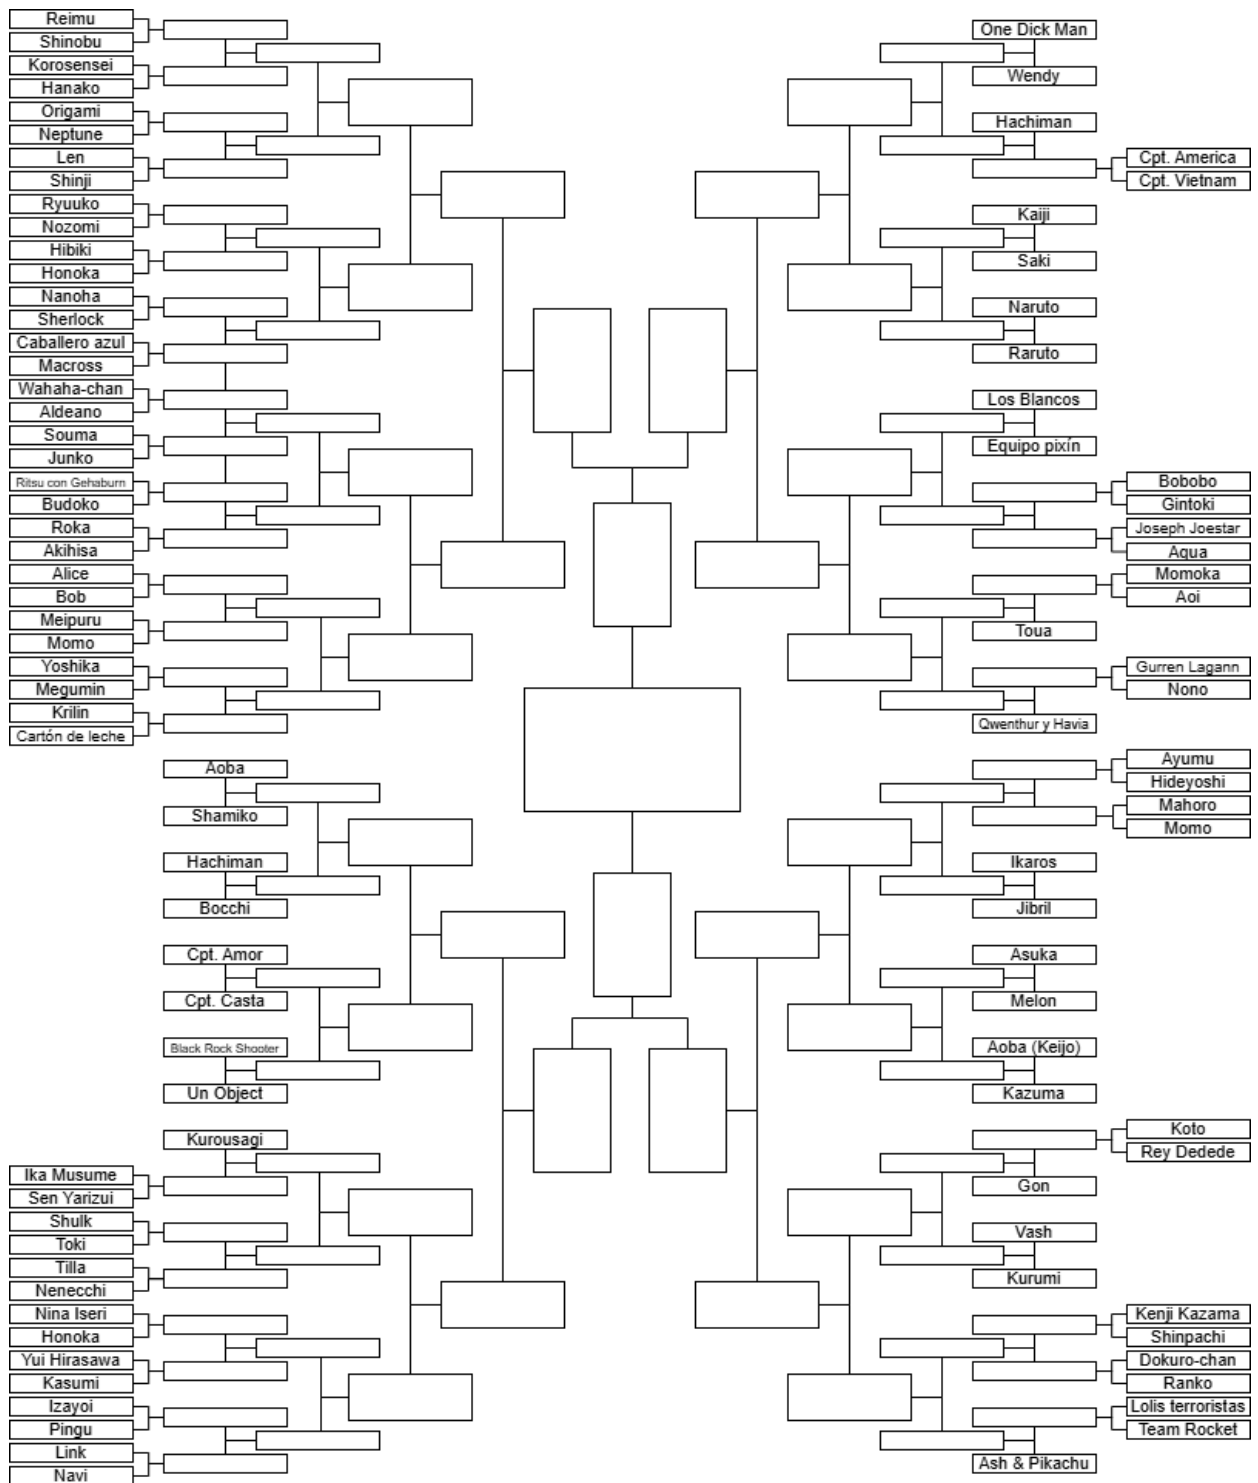 Reimu
Shinobu
Korosensei
Hanako
Origami
Neptune
Len
Shinji
Ryuuko
Nozomi
Hibiki
Honoka
Nanoha
Sherlock
Caballero azul
Macross
Wahaha-chan
Aldeano
Souma
Junko
Ritsu con Gehaburn
Budoko
Roka
Akihisa
Alice
Bob
Meipuru
Momo
Yoshika
Megumin
Krilin
Cartón de leche
Aoba
Shamiko
Hachiman
Bocchi
Cpt. Amor
Cpt. Casta
Black Rock Shooter
Un Object
Kurousagi
Ika Musume
Sen Yarizui
Shulk
Toki
Tilla
Nenecchi
Nina Iseri
Honoka
Yui Hirasawa
Kasumi
Izayoi
Pingu
Link
Navi
One Dick Man
Wendy
Hachiman
Cpt. America
Cpt. Vietnam
Kaiji
Saki
Naruto
Raruto
Los Blancos
Equipo pixín
Bobobo
Gintoki
Joseph Joestar
Aqua
Momoka
Aoi
Toua
Gurren Lagann
Nono
Qwenthur y Havia
Ayumu
Hideyoshi
Mahoro
Momo
Ikaros
Jibril
Asuka
Melon
Aoba (Keijo)
Kazuma
Koto
Rey Dedede
Gon
Vash
Kurumi
Kenji Kazama
Shinpachi
Dokuro-chan
Ranko
Lolis terroristas
Team Rocket
Ash & Pikachu